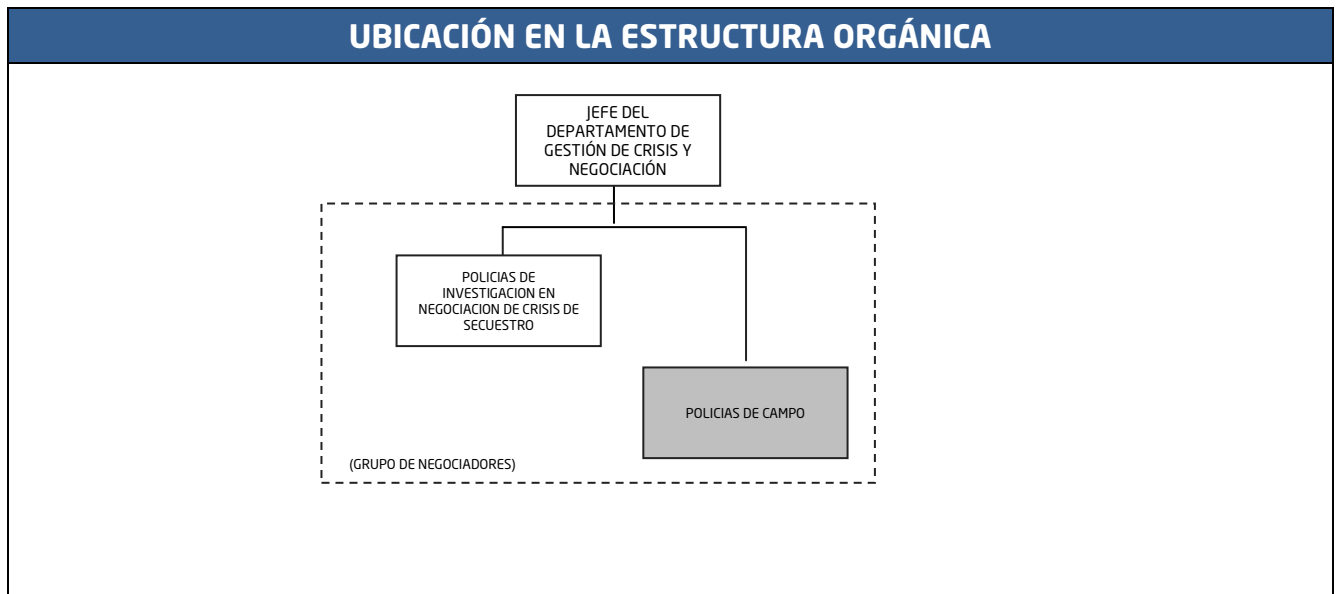 UBICACIÓN EN LA ESTRUCTURA ORGÁNICA
JEFE DEL
DEPARTAMENTO DE
GESTIÓN DE CRISIS Y
NEGOCIACIÓN
POLICIAS DE
INVESTIGACION EN
NEGOCIACION DE CRISIS DE
SECUESTRO
POLICIAS DE CAMPO
(GRUPO DE NEGOCIADORES)